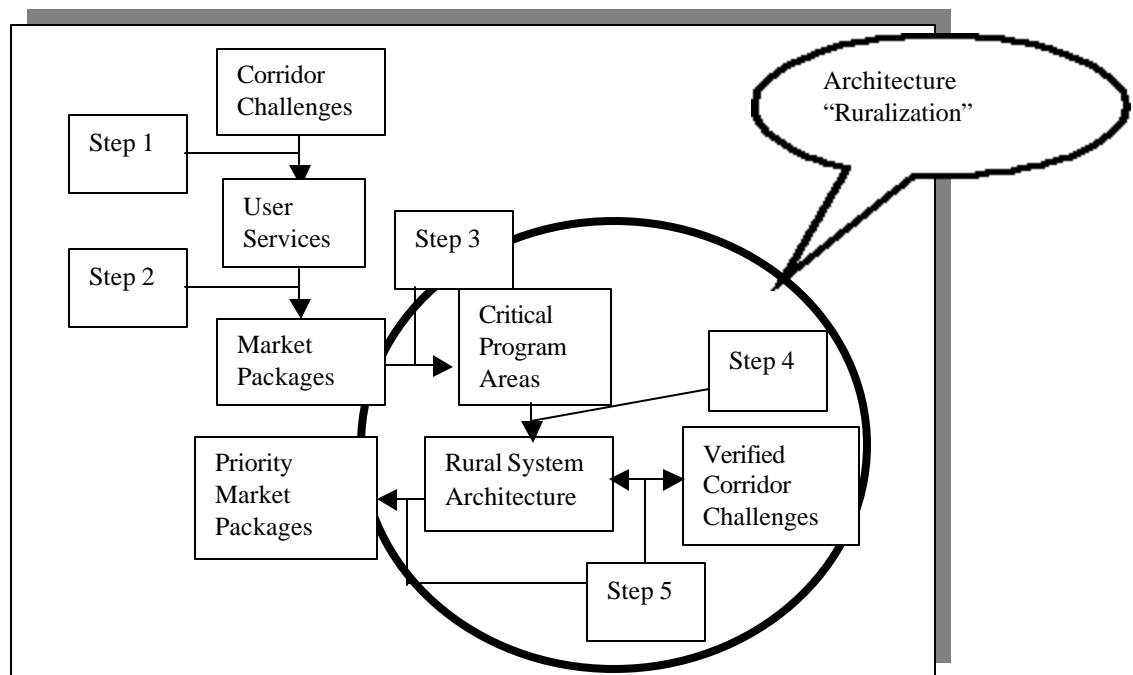 Corridor
Challenges
Architecture
“Ruralization”
Step 1
User
Services
Step 3
Step 2
Critical
Program
Areas
Market
Packages
Step 4
Priority
Market
Packages
Rural System
Architecture
Verified
Corridor
Challenges
Step 5